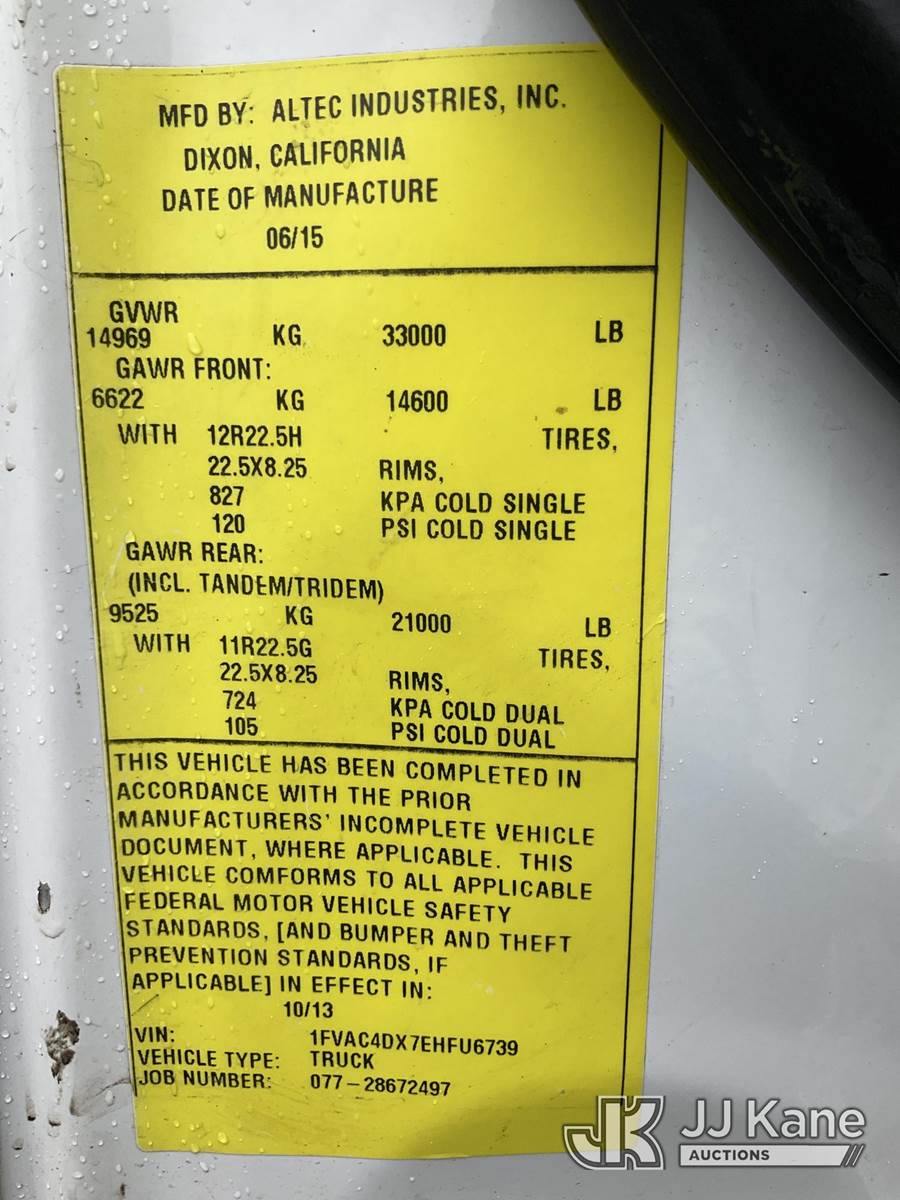 MFD BY: ALTEC INDUSTRIES, INC.
DIXON, CALIFORNIA
DATE OF MANUFACTURE
06/15
GVWR
14969 KG 33000 LB
GAWR FRONT:
6622 KG 14600 LB
WITH 12R22.5H TIRES,
22.5X8.25 RIMS,
827 KPA COLD SINGLE
120 PSI COLD SINGLE
GAWR REAR:
(INCL. TANDEM/TRIDEM)
9525 KG 21000 LB
WITH 11R22.5G TIRES,
22.5X8.25 RIMS,
724 KPA COLD DUAL
105 PSI COLD DUAL
THIS VEHICLE HAS BEEN COMPLETED IN
ACCORDANCE WITH THE PRIOR
MANUFACTURERS' INCOMPLETE VEHICLE
DOCUMENT, WHERE APPLICABLE. THIS
VEHICLE COMFORMS TO ALL APPLICABLE
FEDERAL MOTOR VEHICLE SAFETY
STANDARDS, [AND BUMPER AND THEFT
PREVENTION STANDARDS, IF
APPLICABLE] IN EFFECT IN:
10/13
VIN: 1FVAC4DX7EHFU6739
VEHICLE TYPE: TRUCK
JOB NUMBER: 077-28672497
JK JJ Kane
AUCTIONS